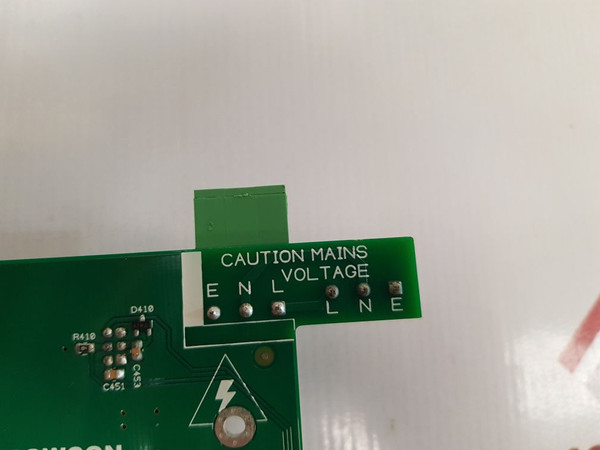 CAUTION MAINS
VOLTAGE
E N L
L N E
D410
R410
C453
C451